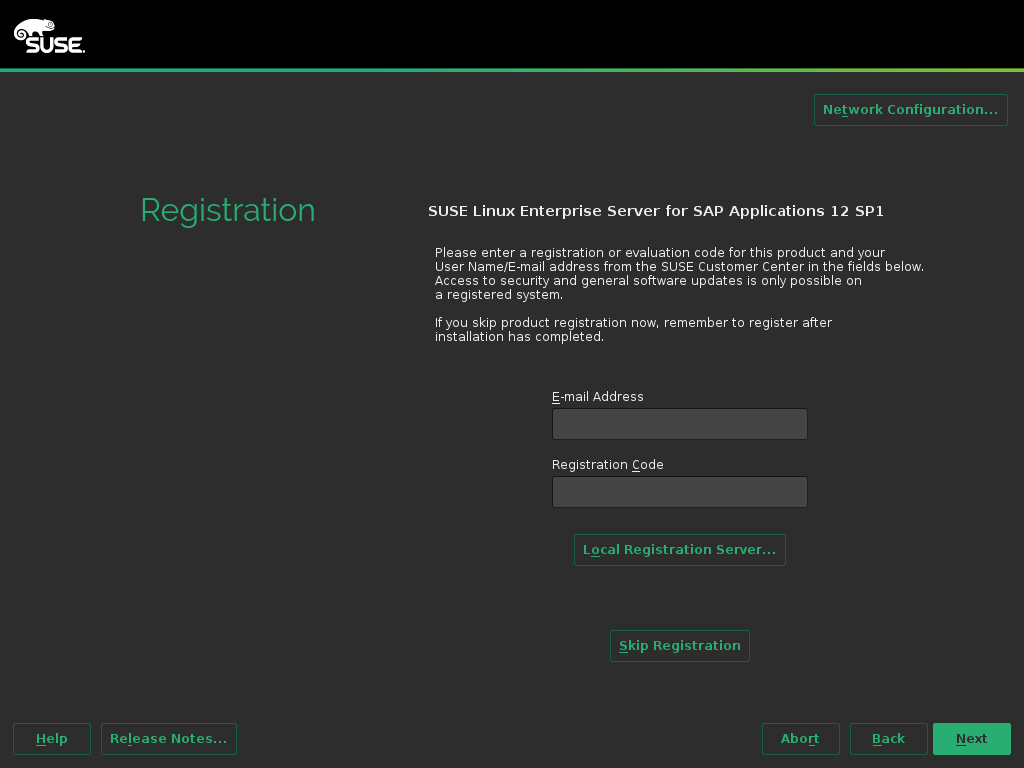 SUSE.
Network Configuration...
Registration
SUSE Linux Enterprise Server for SAP Applications 12 SP1
Please enter a registration or evaluation code for this product and your
User Name/E-mail address from the SUSE Customer Center in the fields below.
Access to security and general software updates is only possible on
a registered system.
If you skip product registration now, remember to register after
installation has completed.
E-mail Address
Registration Code
Local Registration Server...
Skip Registration
Help
Release Notes...
Abort
Back
Next